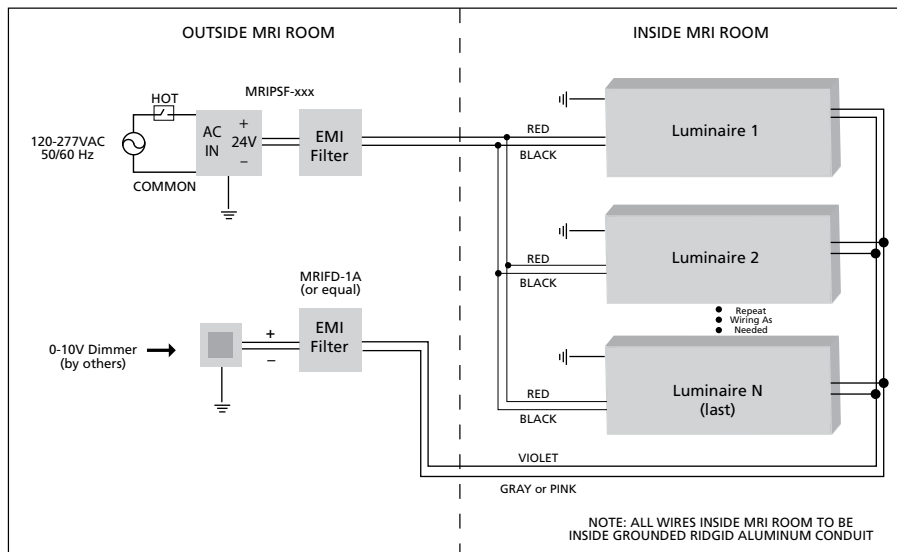 OUTSIDE MRI ROOM
INSIDE MRI ROOM
MRIPSF-xxx
HOT
120-277VAC
50/60 Hz
AC
IN
+
24V
–
COMMON
EMI
Filter
RED
BLACK
Luminaire 1
RED
BLACK
Luminaire 2
Repeat
Wiring As
Needed
MRIFD-1A
(or equal)
0-10V Dimmer
(by others)
+
–
EMI
Filter
RED
BLACK
Luminaire N
(last)
VIOLET
GRAY or PINK
NOTE: ALL WIRES INSIDE MRI ROOM TO BE
INSIDE GROUNDED RIDGID ALUMINUM CONDUIT